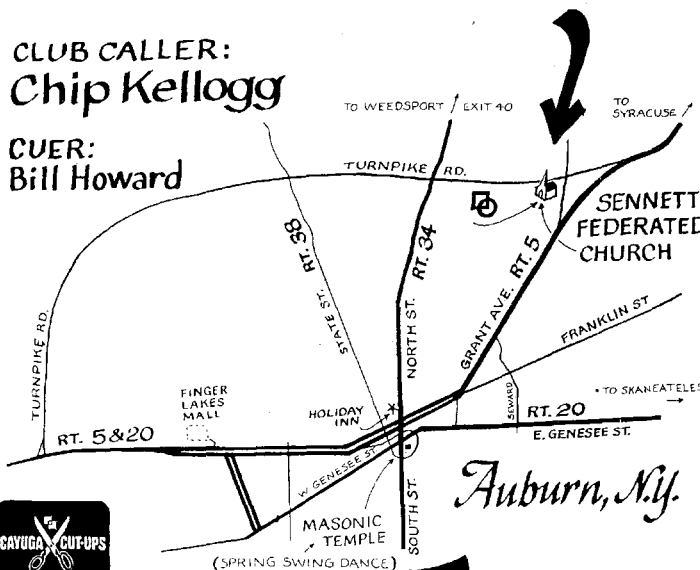 CLUB CALLER:
Chip Kellogg
CUER:
Bill Howard
TO WEEDSPORT / EXIT 40
TO
SYRACUSE
TURNPIKE RD.
SENNETT
FEDERATED
CHURCH
STATE ST. RT. 38
RT. 34
NORTH ST.
GRANT AVE. RT. 5
FRANKLIN ST
TURNPIKE RD.
FINGER
LAKES
MALL
HOLIDAY
INN
SEWARD
• TO SKANEATELES
RT. 5 & 20
RT. 20
E. GENESEE ST.
W. GENESEE ST.
Auburn, N.Y.
MASONIC
TEMPLE
(SPRING SWING DANCE)
SOUTH ST.
CAYUGA CUT-UPS